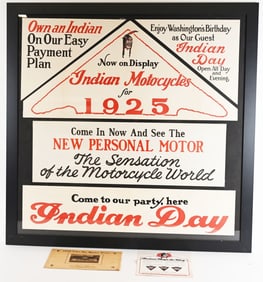 Own an Indian
On Our Easy
Payment
Plan
Enjoy Washington's Birthday
as Our Guest
Indian
Day
Open All Day
and
Evening.
Now on Display
Indian Motocycles
for
1925
Come In Now And See The
NEW PERSONAL MOTOR
The Sensation
of the Motorcycle World
Come to our party, here
Indian Day